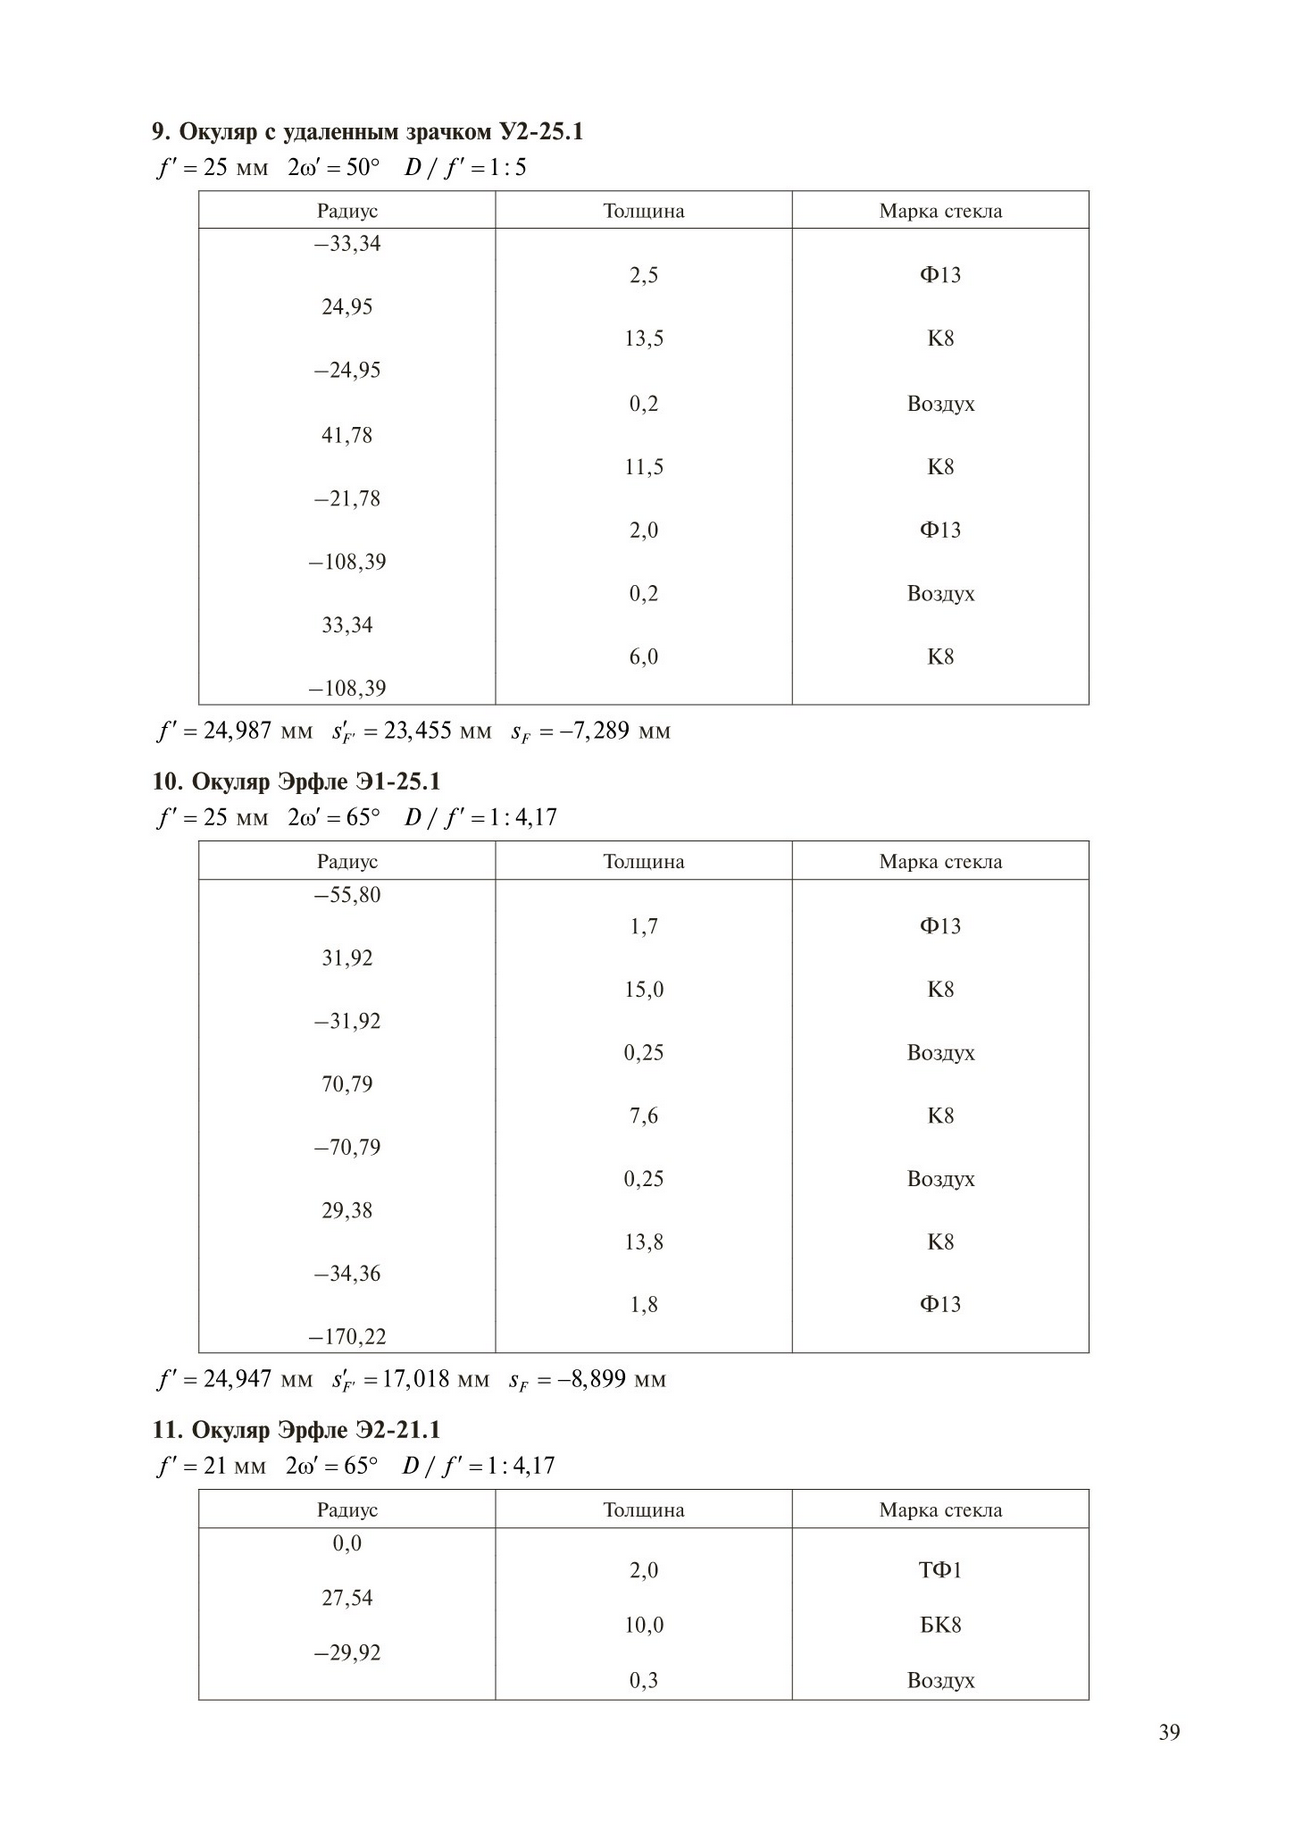 9. Окуляр с удаленным зрачком У2-25.1
f′ = 25 мм 2ω′ = 50° D / f′ = 1 : 5
Радиус Толщина Марка стекла
–33,34
2,5 Ф13
24,95
13,5 К8
–24,95
0,2 Воздух
41,78
11,5 К8
–21,78
2,0 Ф13
–108,39
0,2 Воздух
33,34
6,0 К8
–108,39
f′ = 24,987 мм s′F′ = 23,455 мм sF = –7,289 мм
10. Окуляр Эрфле Э1-25.1
f′ = 25 мм 2ω′ = 65° D / f′ = 1 : 4,17
Радиус Толщина Марка стекла
–55,80
1,7 Ф13
31,92
15,0 К8
–31,92
0,25 Воздух
70,79
7,6 К8
–70,79
0,25 Воздух
29,38
13,8 К8
–34,36
1,8 Ф13
–170,22
f′ = 24,947 мм s′F′ = 17,018 мм sF = –8,899 мм
11. Окуляр Эрфле Э2-21.1
f′ = 21 мм 2ω′ = 65° D / f′ = 1 : 4,17
Радиус Толщина Марка стекла
0,0
2,0 ТФ1
27,54
10,0 БК8
–29,92
0,3 Воздух
39